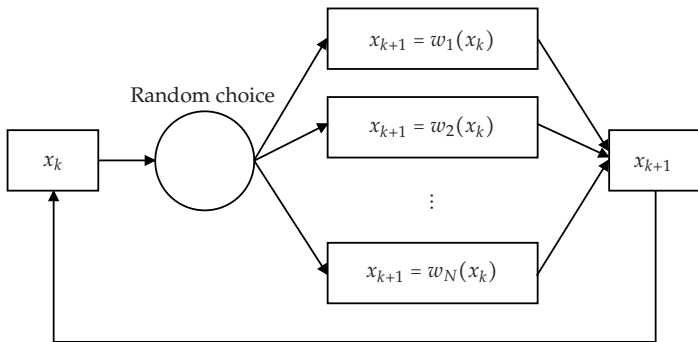 x_{k+1} = w_1(x_k)
Random choice
x_{k+1} = w_2(x_k)
x_k
x_{k+1}
⋮
x_{k+1} = w_N(x_k)